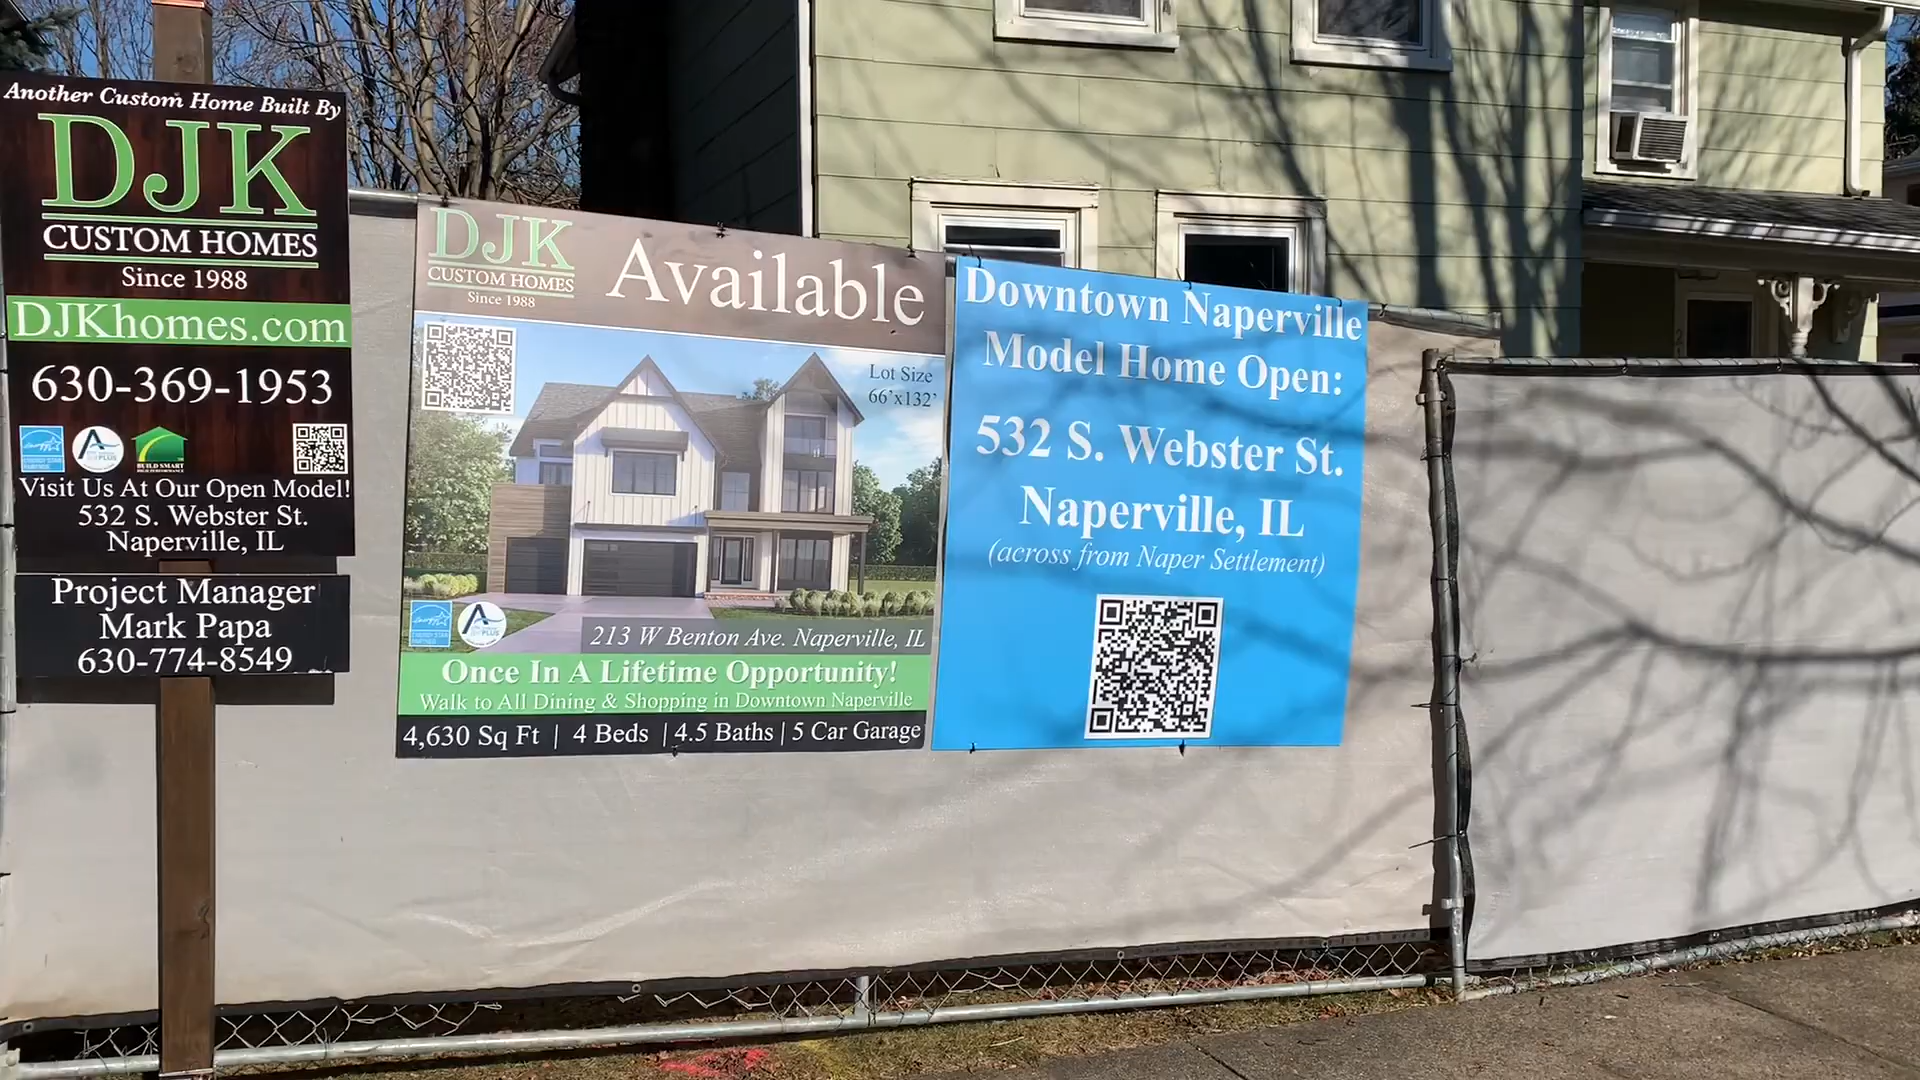 Another Custom Home Built By
DJK
CUSTOM HOMES
Since 1988
DJKhomes.com
630-369-1953
BUILD SMART
Visit Us At Our Open Model!
532 S. Webster St.
Naperville, IL
Project Manager
Mark Papa
630-774-8549
DJK
CUSTOM HOMES
Since 1988
Available
Lot Size
66'x132'
213 W Benton Ave. Naperville, IL
Once In A Lifetime Opportunity!
Walk to All Dining & Shopping in Downtown Naperville
4,630 Sq Ft | 4 Beds | 4.5 Baths | 5 Car Garage
Downtown Naperville
Model Home Open:
532 S. Webster St.
Naperville, IL
(across from Naper Settlement)